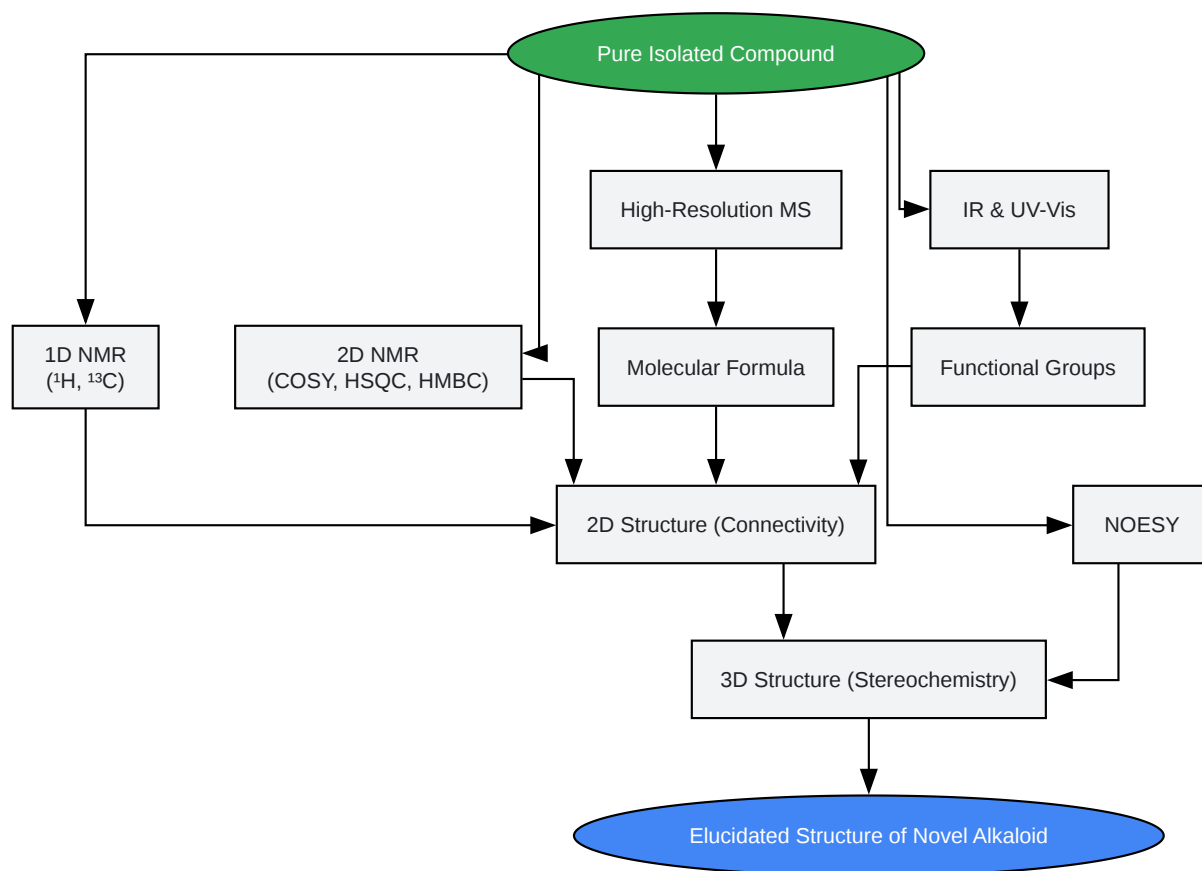 Pure Isolated Compound
High-Resolution MS
IR & UV-Vis
1D NMR
(¹H, ¹³C)
2D NMR
(COSY, HSQC, HMBC)
Molecular Formula
Functional Groups
2D Structure (Connectivity)
NOESY
3D Structure (Stereochemistry)
Elucidated Structure of Novel Alkaloid